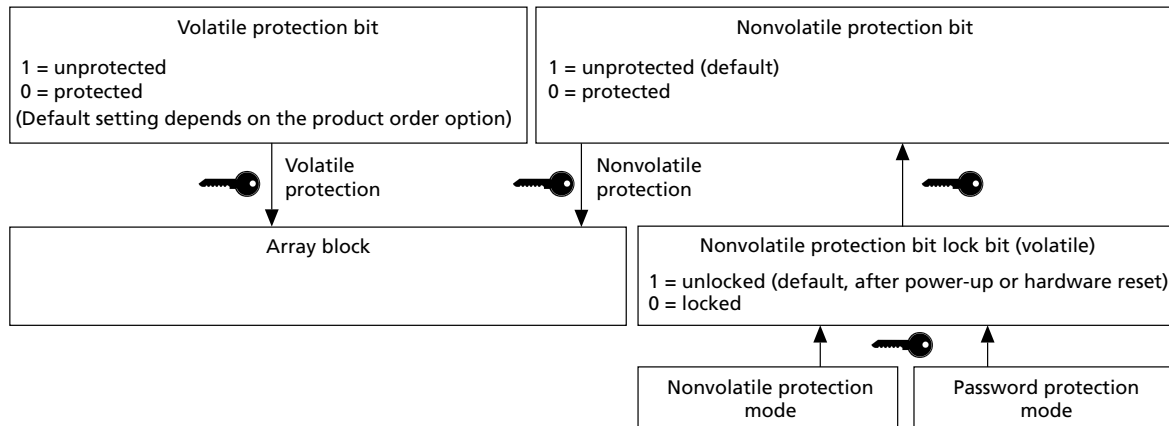 Volatile protection bit
1 = unprotected
0 = protected
(Default setting depends on the product order option)
Nonvolatile protection bit
1 = unprotected (default)
0 = protected
Volatile
protection
Nonvolatile
protection
Array block
Nonvolatile protection bit lock bit (volatile)
1 = unlocked (default, after power-up or hardware reset)
0 = locked
Nonvolatile protection
mode
Password protection
mode